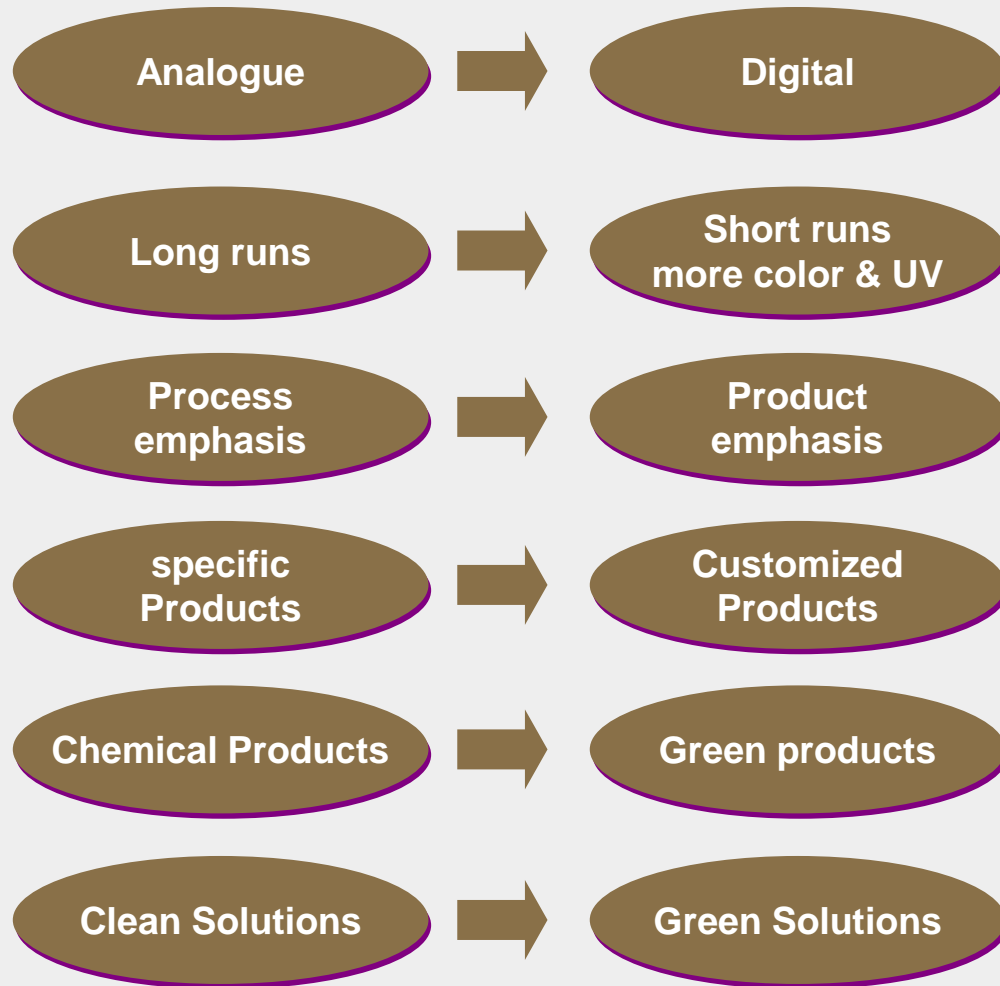 Analogue
Digital
Long runs
Short runs
more color & UV
Process
emphasis
Product
emphasis
specific
Products
Customized
Products
Chemical Products
Green products
Clean Solutions
Green Solutions